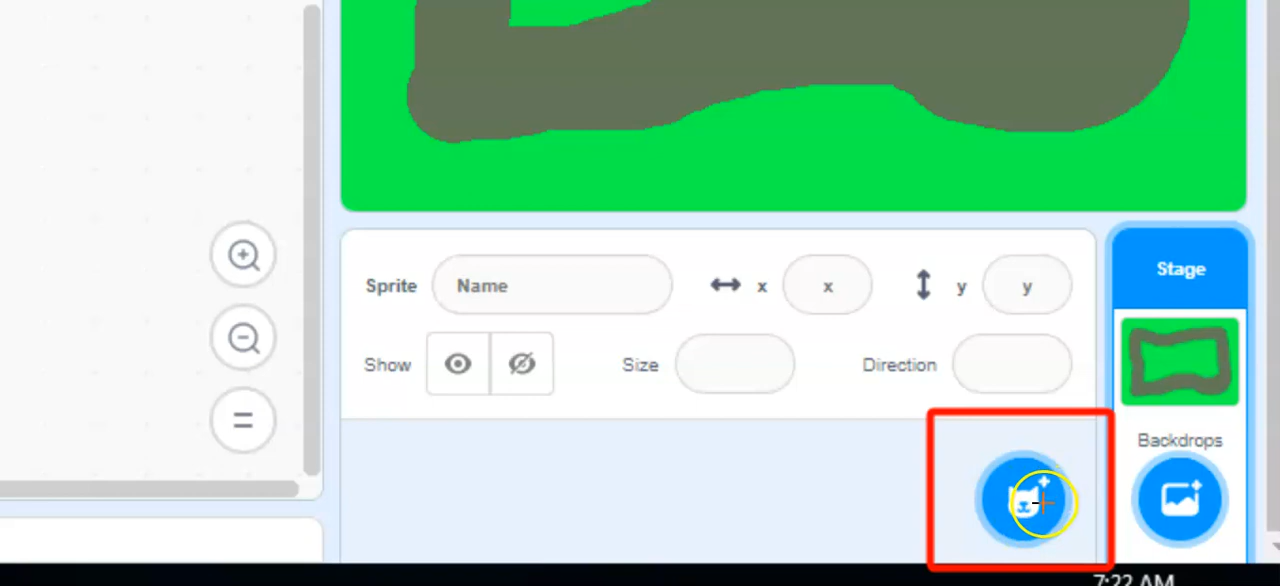 Stage
Sprite Name x x y y
Show Size Direction
Backdrops
7:22 AM